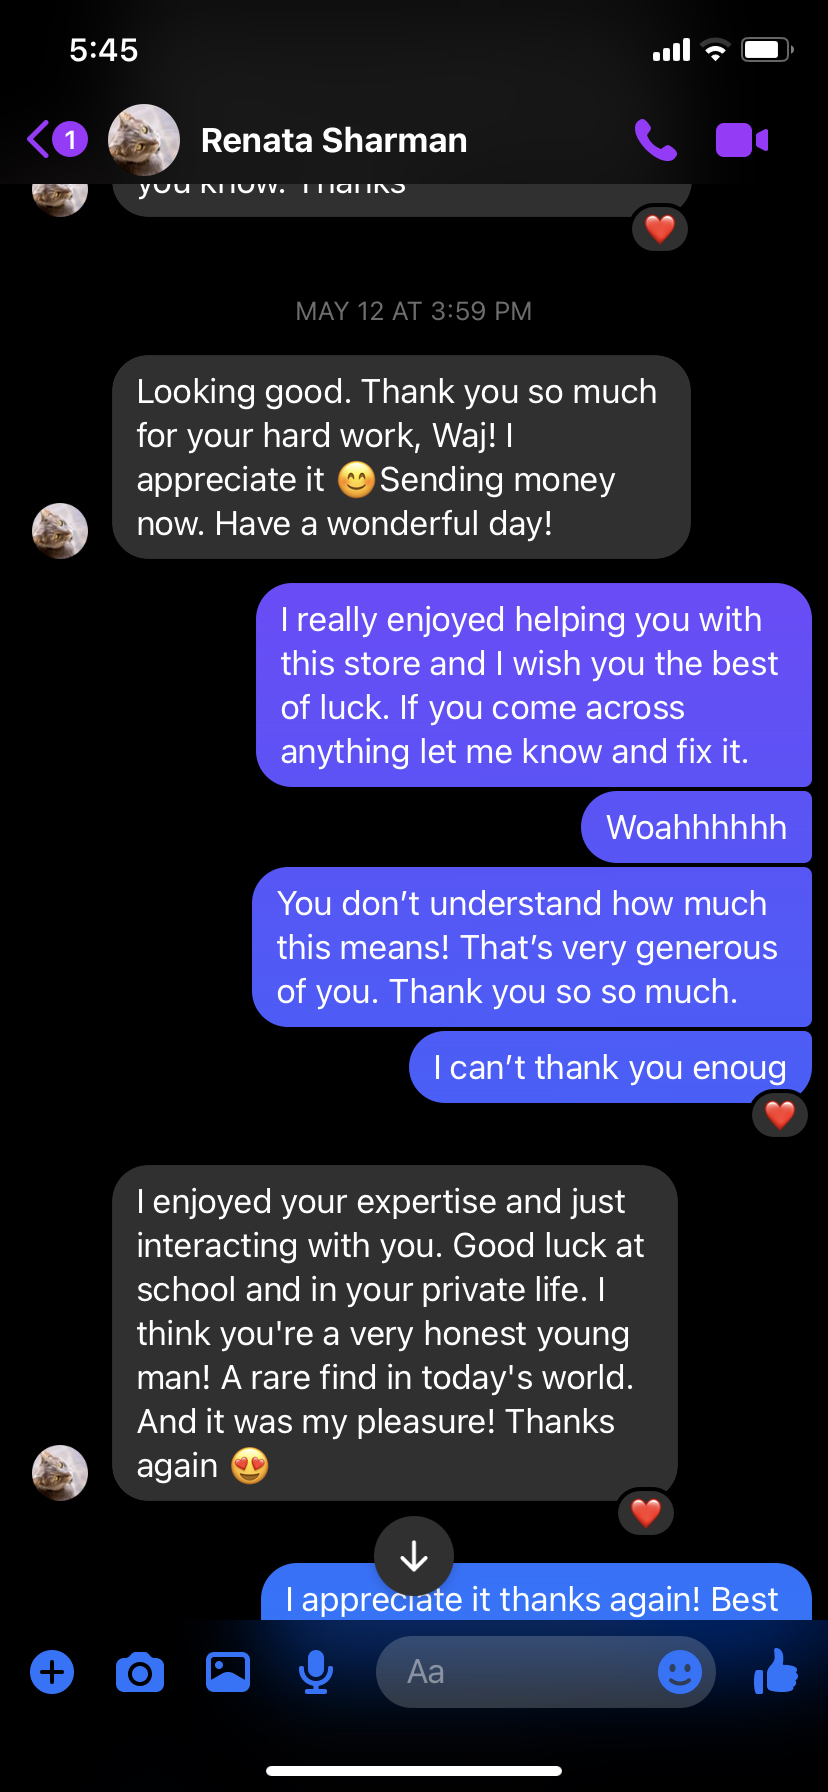 5:45
1
Renata Sharman
you know. Thanks
MAY 12 AT 3:59 PM
Looking good. Thank you so much
for your hard work, Waj! I
appreciate it 😊Sending money
now. Have a wonderful day!
I really enjoyed helping you with
this store and I wish you the best
of luck. If you come across
anything let me know and fix it.
Woahhhhhh
You don’t understand how much
this means! That’s very generous
of you. Thank you so so much.
I can’t thank you enoug
I enjoyed your expertise and just
interacting with you. Good luck at
school and in your private life. I
think you're a very honest young
man! A rare find in today's world.
And it was my pleasure! Thanks
again 😍
I appreciate it thanks again! Best
Aa